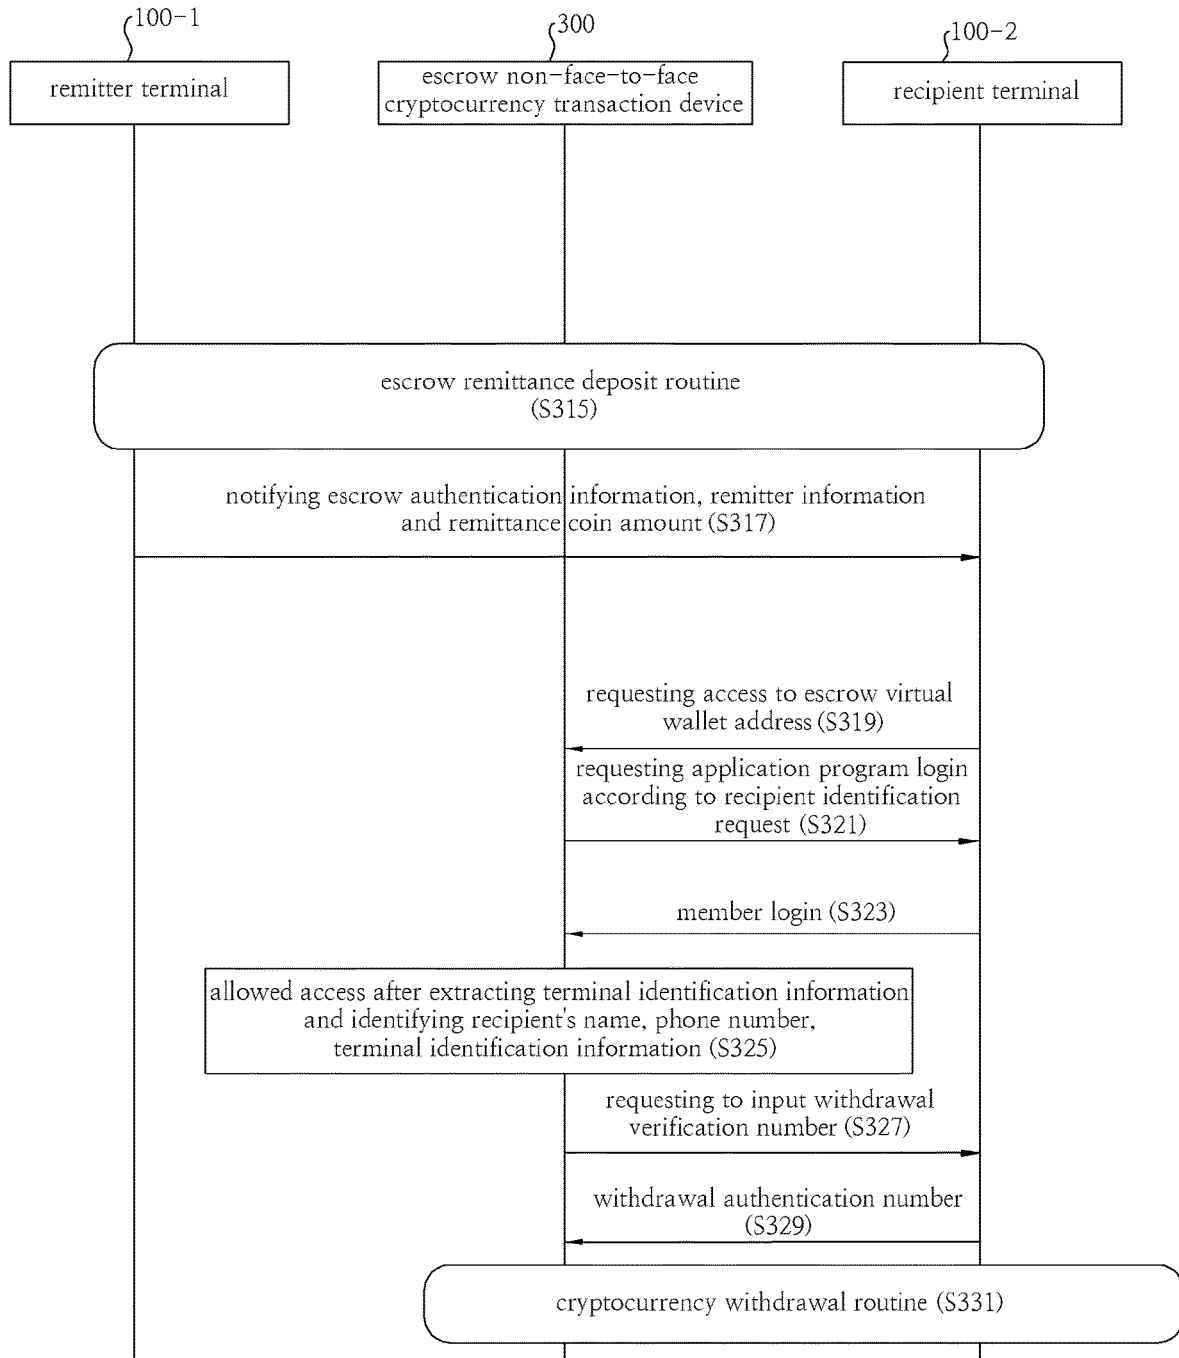 100-1
300
100-2
remitter terminal
escrow non-face-to-face
cryptocurrency transaction device
recipient terminal
escrow remittance deposit routine
(S315)
notifying escrow authentication information, remitter information
and remittance coin amount (S317)
requesting access to escrow virtual
wallet address (S319)
requesting application program login
according to recipient identification
request (S321)
member login (S323)
allowed access after extracting terminal identification information
and identifying recipient's name, phone number,
terminal identification information (S325)
requesting to input withdrawal
verification number (S327)
withdrawal authentication number
(S329)
cryptocurrency withdrawal routine (S331)